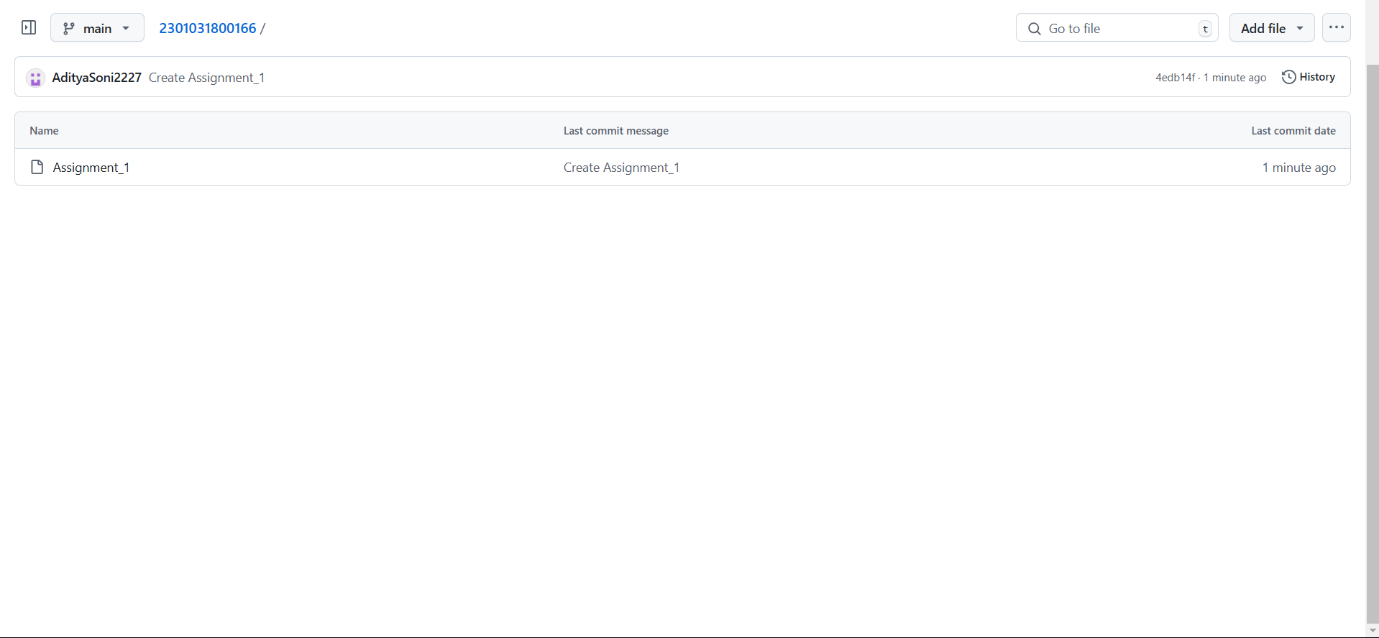 main 2301031800166 / Go to file t Add file ...
AdityaSoni2227 Create Assignment_1 4edb14f · 1 minute ago History
Name Last commit message Last commit date
Assignment_1 Create Assignment_1 1 minute ago